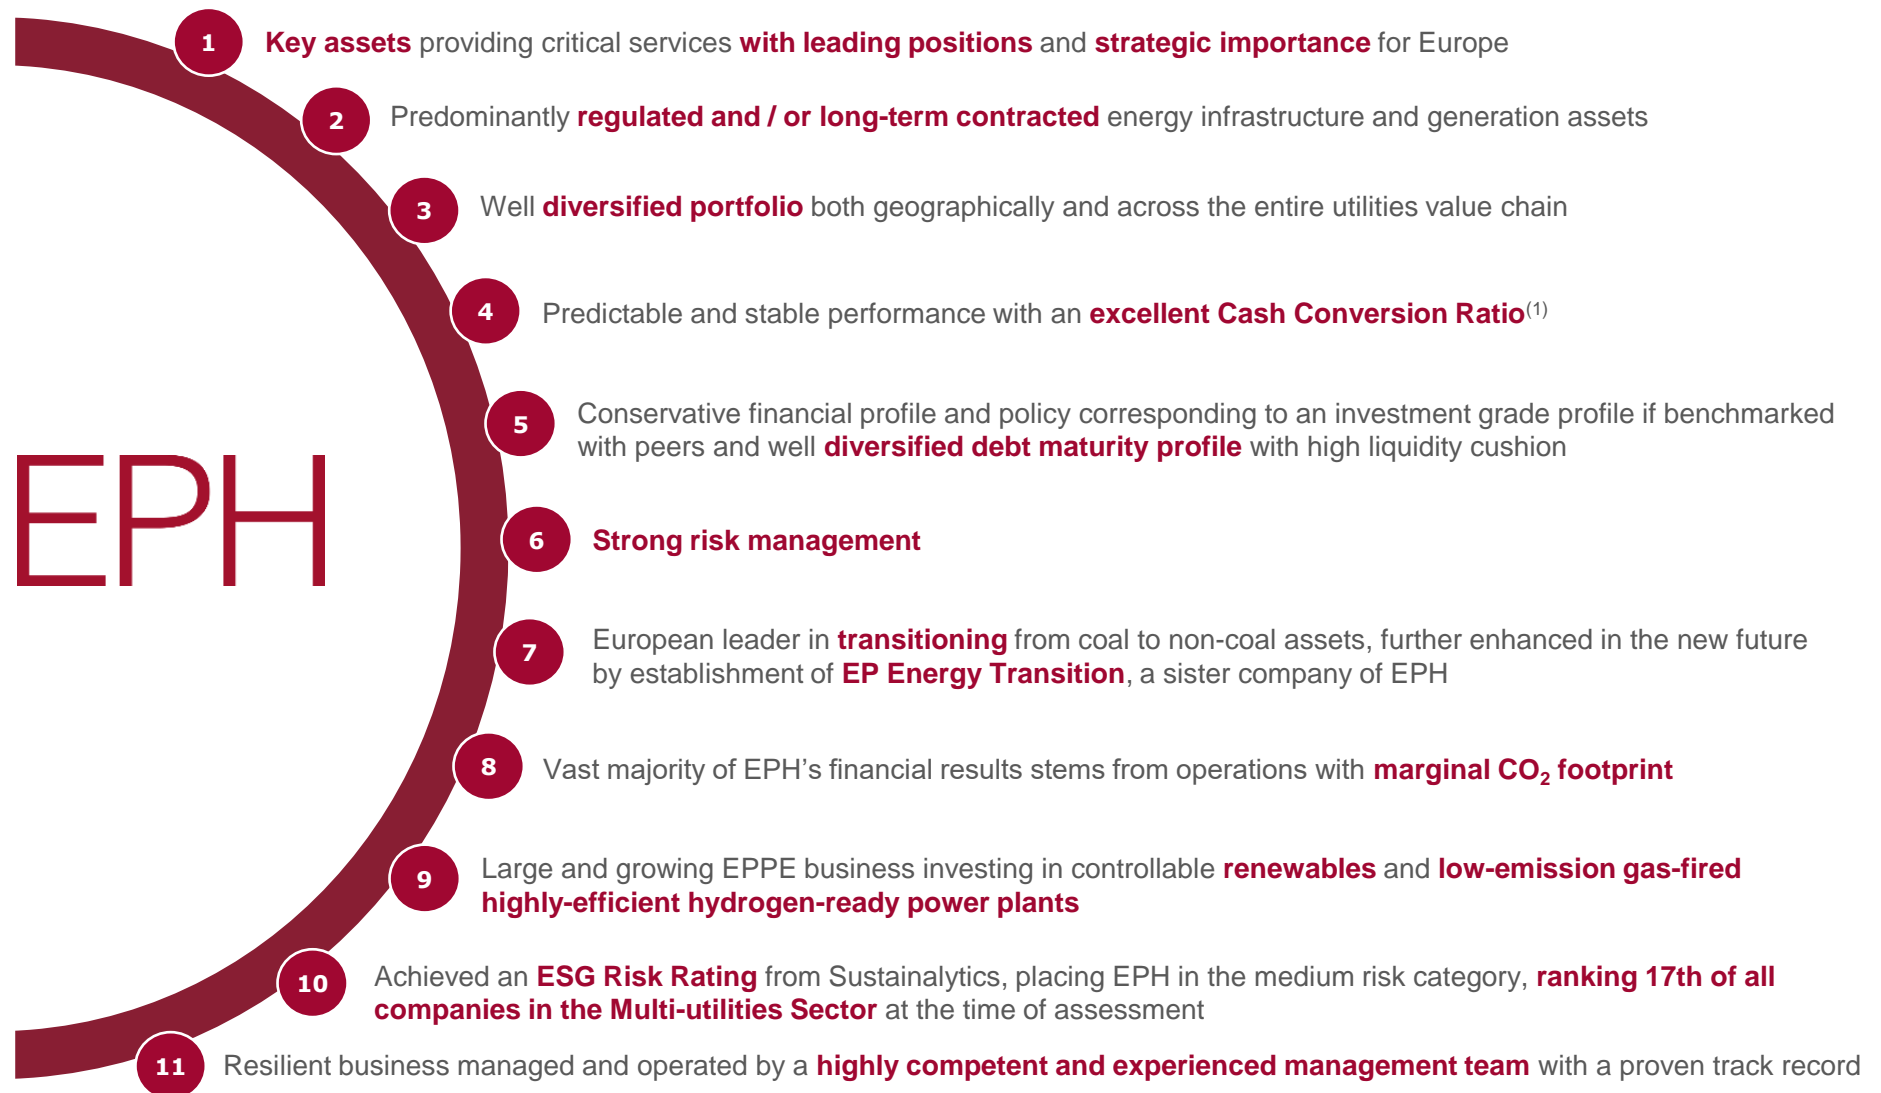 1 Key assets providing critical services with leading positions and strategic importance for Europe
2 Predominantly regulated and / or long-term contracted energy infrastructure and generation assets
3 Well diversified portfolio both geographically and across the entire utilities value chain
4 Predictable and stable performance with an excellent Cash Conversion Ratio(1)
5 Conservative financial profile and policy corresponding to an investment grade profile if benchmarked
with peers and well diversified debt maturity profile with high liquidity cushion
EPH
6 Strong risk management
7 European leader in transitioning from coal to non-coal assets, further enhanced in the new future
by establishment of EP Energy Transition, a sister company of EPH
8 Vast majority of EPH’s financial results stems from operations with marginal CO₂ footprint
9 Large and growing EPPE business investing in controllable renewables and low-emission gas-fired
highly-efficient hydrogen-ready power plants
10 Achieved an ESG Risk Rating from Sustainalytics, placing EPH in the medium risk category, ranking 17th of all
companies in the Multi-utilities Sector at the time of assessment
11 Resilient business managed and operated by a highly competent and experienced management team with a proven track record